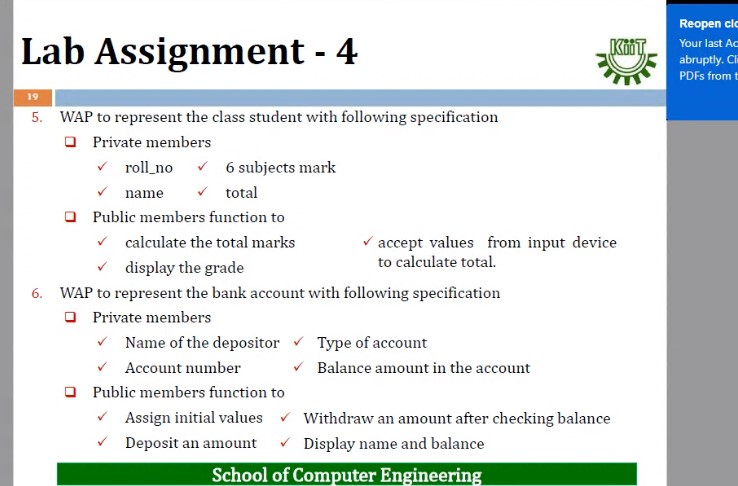 Lab Assignment - 4
KiiT
19
5. WAP to represent the class student with following specification
Private members
roll_no 6 subjects mark
name total
Public members function to
calculate the total marks
display the grade
accept values from input device
to calculate total.
6. WAP to represent the bank account with following specification
Private members
Name of the depositor Type of account
Account number Balance amount in the account
Public members function to
Assign initial values Withdraw an amount after checking balance
Deposit an amount Display name and balance
School of Computer Engineering
Reopen
Your last
abruptly.
PDFs from